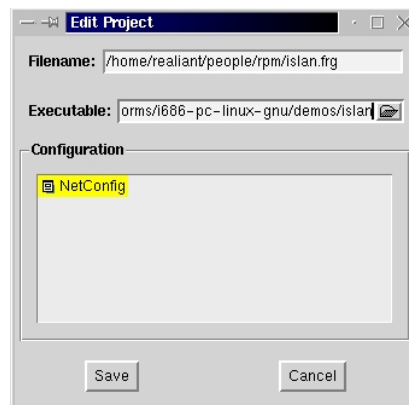 Edit Project
Filename: /home/realiant/people/rpm/islan.frg
Executable: orms/i686-pc-linux-gnu/demos/islan
Configuration
NetConfig
Save Cancel